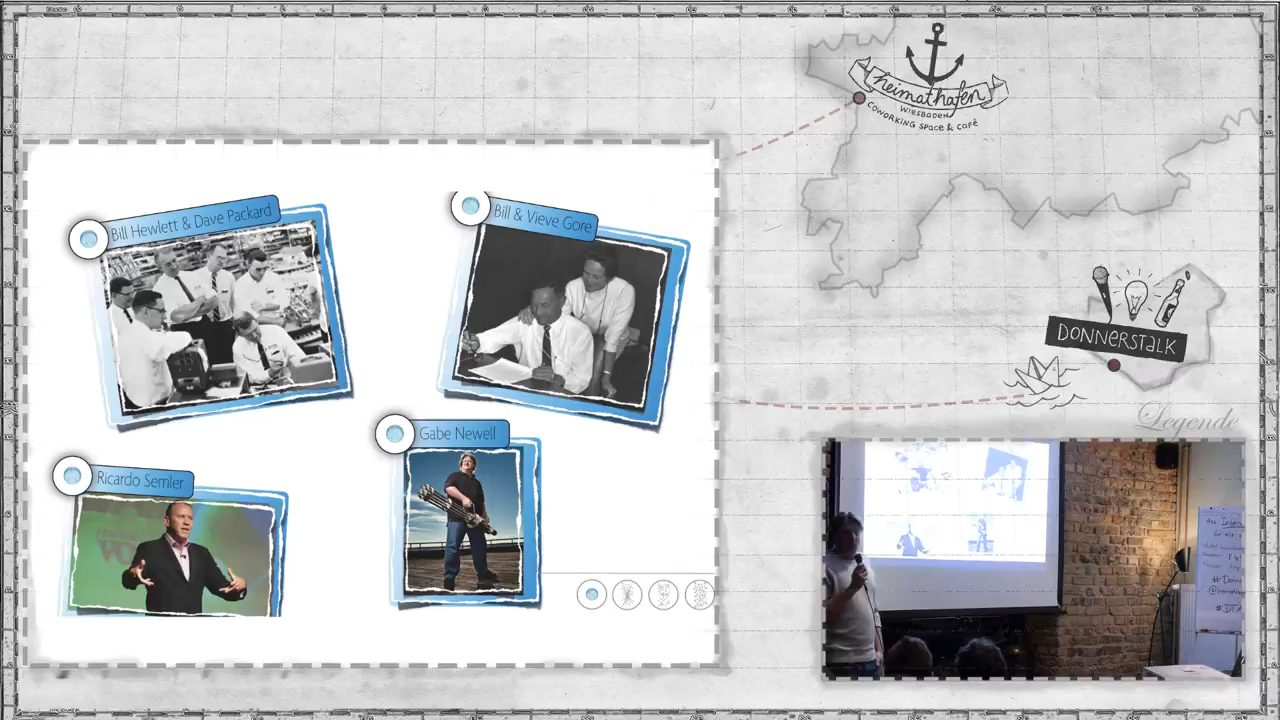 heimathafen
WIESBADEN
COWORKING SPACE & CAFÉ
Bill Hewlett & Dave Packard
Bill & Vieve Gore
DONNERSTALK
Legende
Gabe Newell
Ricardo Semler